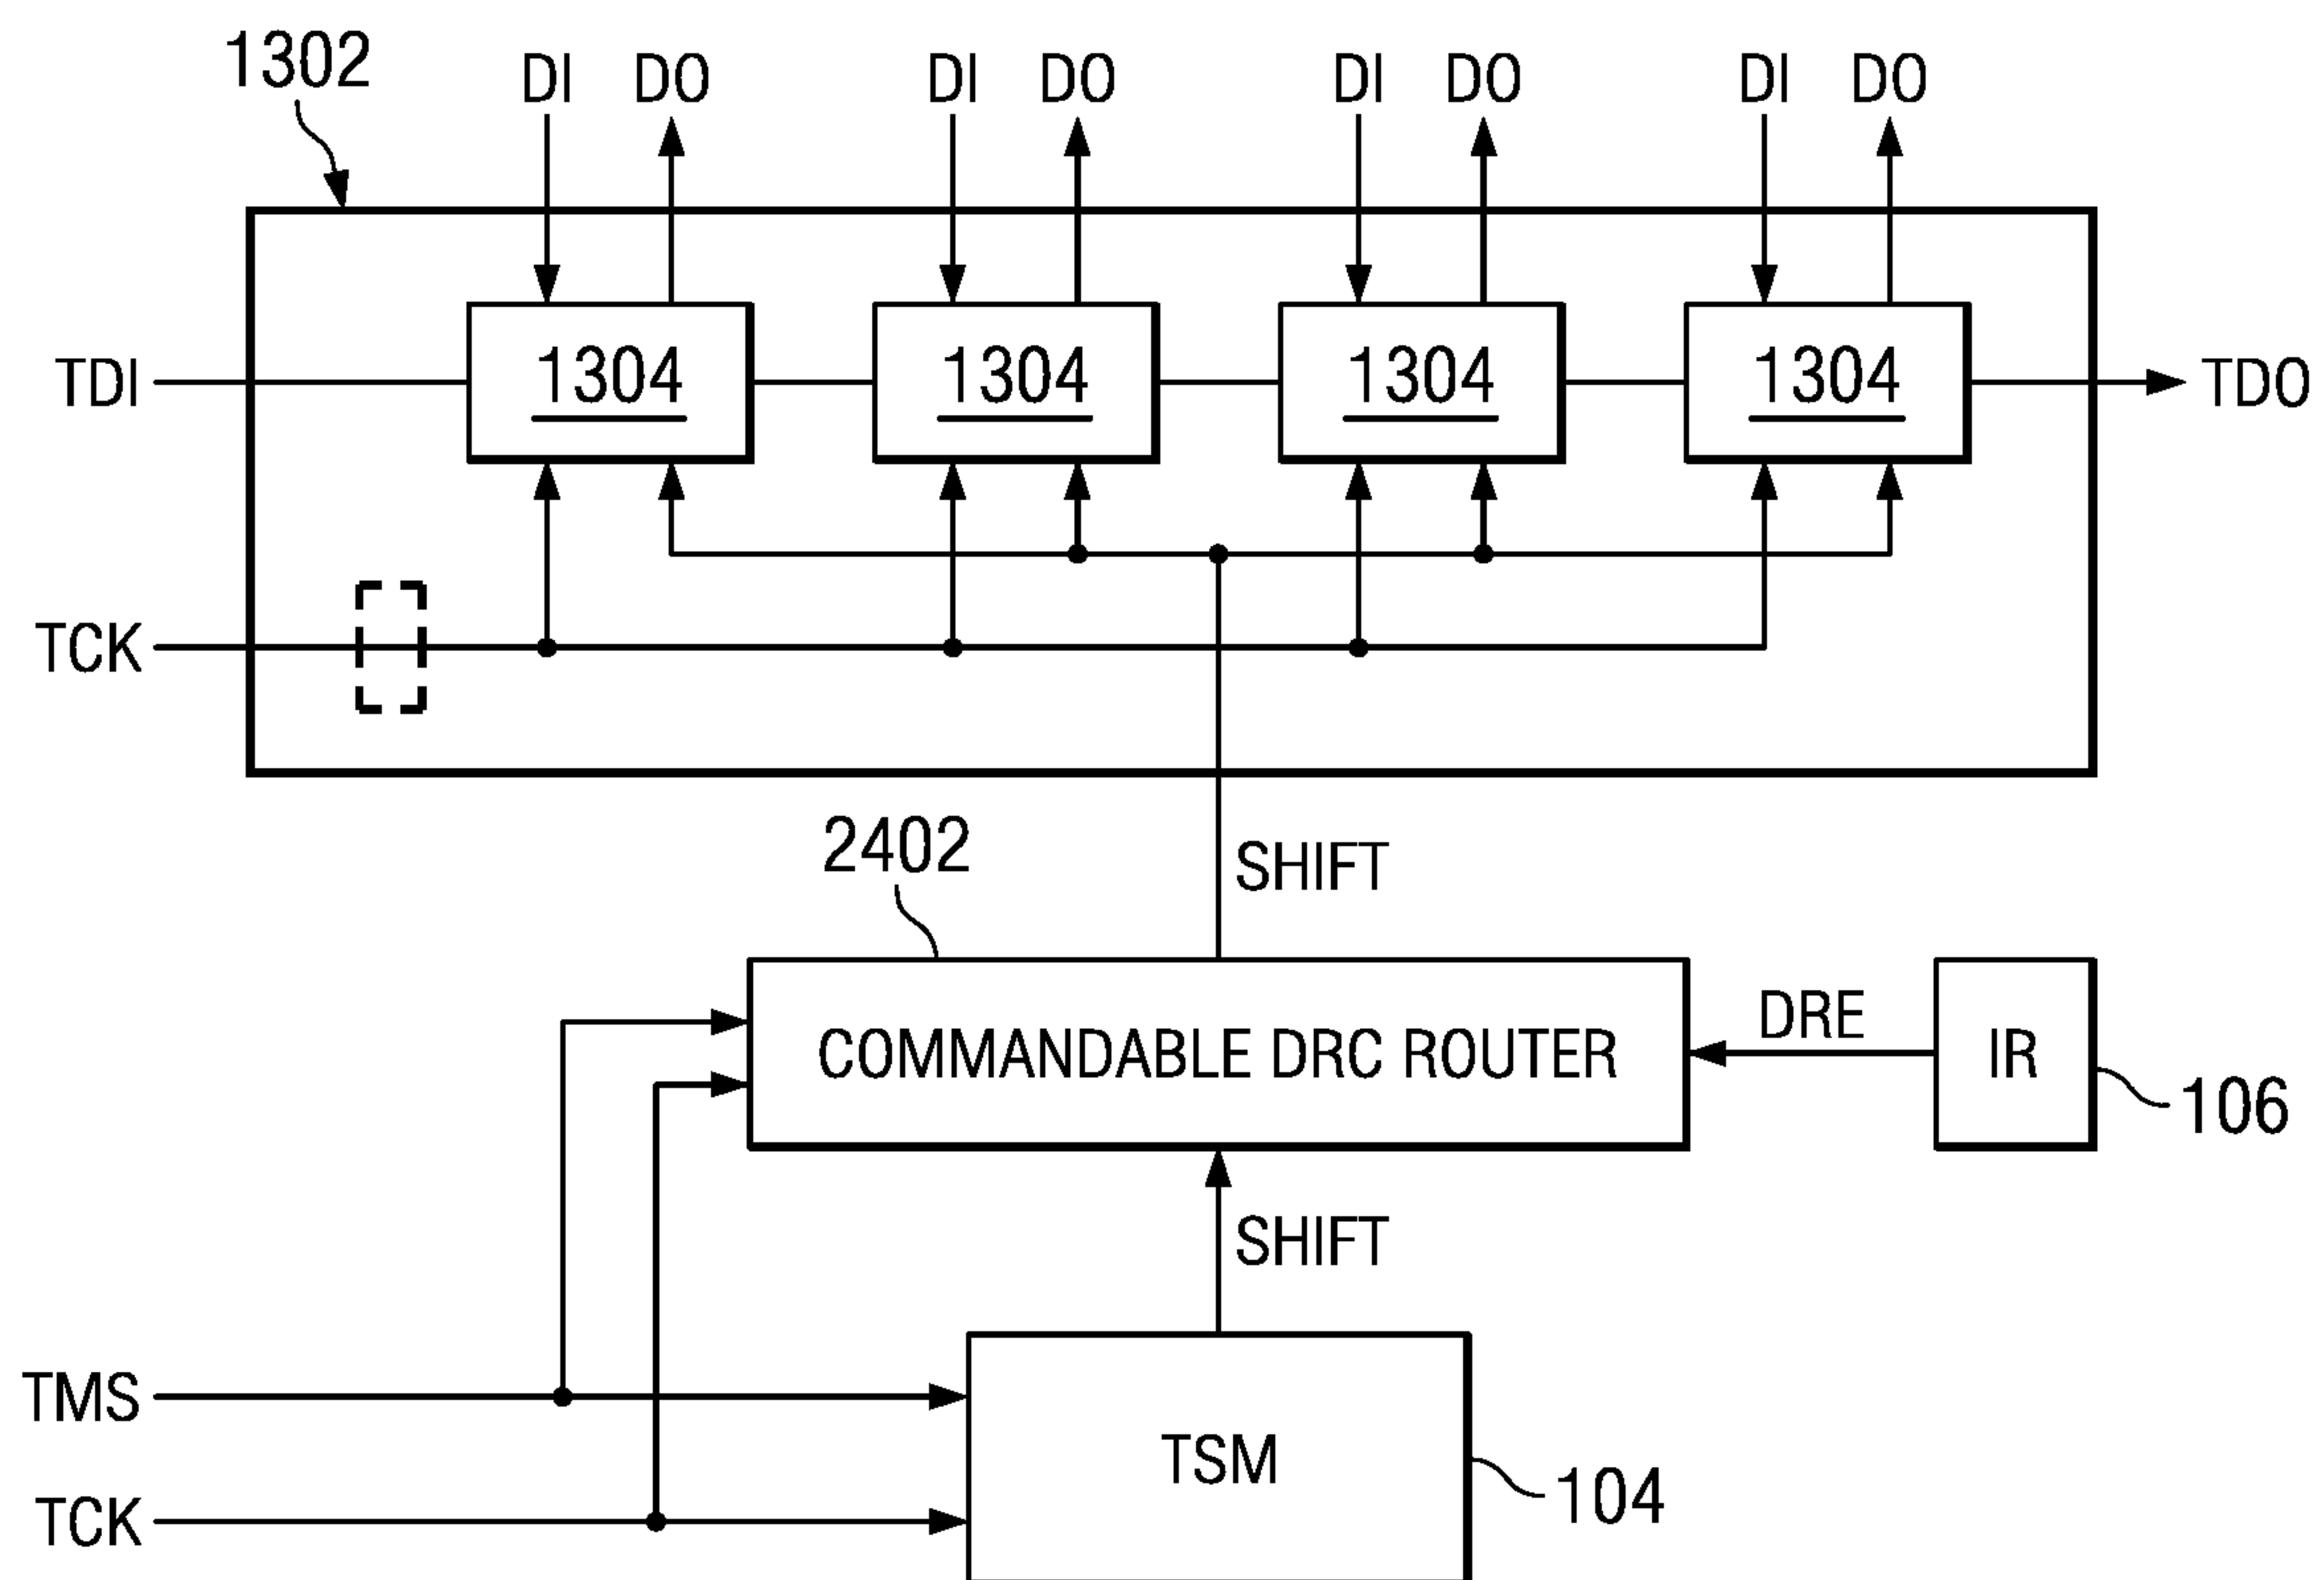 1302
DI DO DI DO DI DO DI DO
TDI 1304 1304 1304 1304 TDO
TCK
2402 SHIFT
COMMANDABLE DRC ROUTER DRE IR
106
SHIFT
TMS
TSM
TCK 104